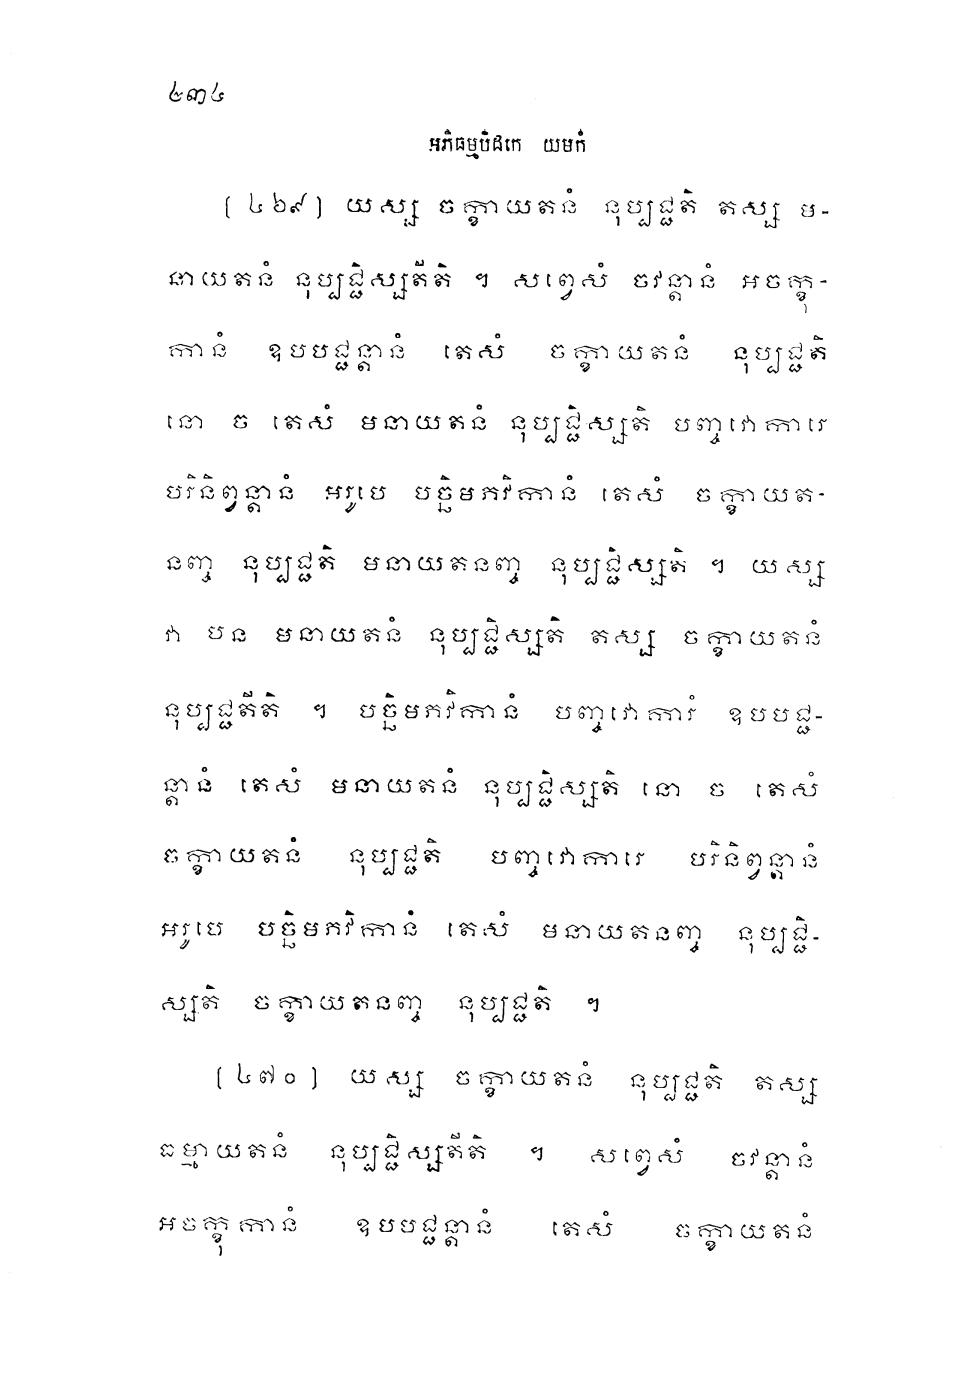 ៤៣៤
អភិធម្មបិដកេ យមកំ
(៤៦៩) យស្ស ចក្ខាយតនំ នុប្បជ្ជតិ តស្ស ម-
នាយតនំ នុប្បជ្ជិស្សតីតិ ។ សព្វេសំ ចវន្តានំ អចក្ខុ-
កានំ ឧបបជ្ជន្តានំ តេសំ ចក្ខាយតនំ នុប្បជ្ជតិ
នោ ច តេសំ មនាយតនំ នុប្បជ្ជិស្សតិ បញ្ចវោការេ
បរិនិព្វន្តានំ អរូបេ បច្ឆិមភវិកានំ តេសំ ចក្ខាយត-
នញ្ច នុប្បជ្ជតិ មនាយតនញ្ច នុប្បជ្ជិស្សតិ ។ យស្ស
វា បន មនាយតនំ នុប្បជ្ជិស្សតិ តស្ស ចក្ខាយតនំ
នុប្បជ្ជតីតិ ។ បច្ឆិមភវិកានំ បញ្ចវោការំ ឧបបជ្ជ-
ន្តានំ តេសំ មនាយតនំ នុប្បជ្ជិស្សតិ នោ ច តេសំ
ចក្ខាយតនំ នុប្បជ្ជតិ បញ្ចវោការេ បរិនិព្វន្តានំ
អរូបេ បច្ឆិមភវិកានំ តេសំ មនាយតនញ្ច នុប្បជ្ជិ-
ស្សតិ ចក្ខាយតនញ្ច នុប្បជ្ជតិ ។
(៤៧០) យស្ស ចក្ខាយតនំ នុប្បជ្ជតិ តស្ស
ធម្មាយតនំ នុប្បជ្ជិស្សតីតិ ។ សព្វេសំ ចវន្តានំ
អចក្ខុកានំ ឧបបជ្ជន្តានំ តេសំ ចក្ខាយតនំ